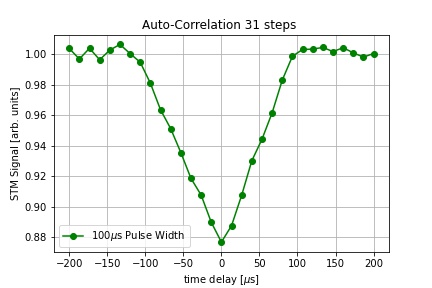 Auto-Correlation 31 steps
STM Signal [arb. units]
1.00
0.98
0.96
0.94
0.92
0.90
0.88
100μs Pulse Width
−200 −150 −100 −50 0 50 100 150 200
time delay [μs]